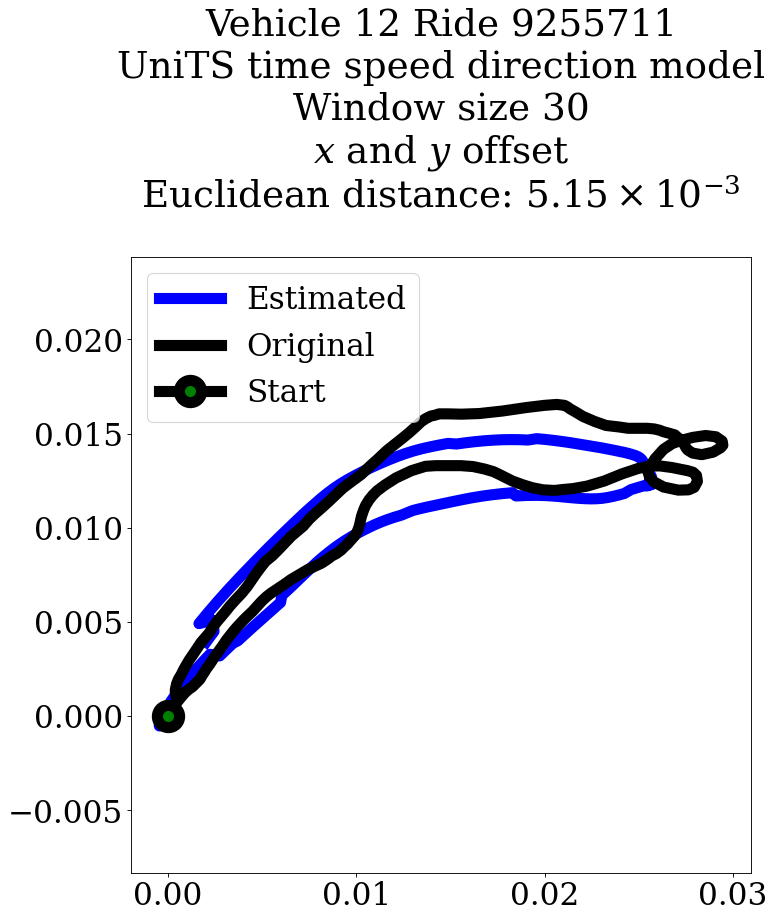 Vehicle 12 Ride 9255711
UniTS time speed direction model
Window size 30
x and y offset
Euclidean distance: 5.15 × 10⁻³
Estimated
Original
Start
0.020
0.015
0.010
0.005
0.000
−0.005
0.00 0.01 0.02 0.03